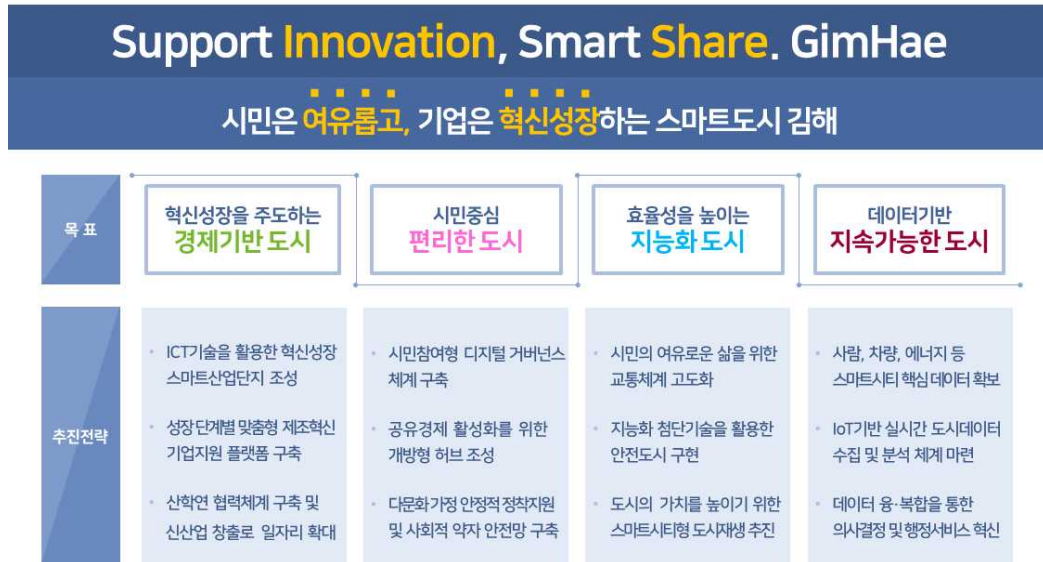 Support Innovation, Smart Share. GimHae
시민은 여유롭고, 기업은 혁신성장하는 스마트도시 김해
목 표
혁신성장을 주도하는
경제기반 도시
시민중심
편리한 도시
효율성을 높이는
지능화 도시
데이터기반
지속가능한 도시
추진전략
• ICT기술을 활용한 혁신성장
스마트산업단지 조성
• 성장단계별 맞춤형 제조혁신
기업지원 플랫폼 구축
• 산학연 협력체계 구축 및
신산업 창출로 일자리 확대
• 시민참여형 디지털 거버넌스
체계 구축
• 공유경제 활성화를 위한
개방형 허브 조성
• 다문화 가정 안정적 정착지원
및 사회적 약자 안전망 구축
• 시민의 여유로운 삶을 위한
교통체계 고도화
• 지능화 첨단기술을 활용한
안전도시 구현
• 도시의 가치를 높이기 위한
스마트시티형 도시재생 추진
• 사람, 차량, 에너지 등
스마트시티 핵심 데이터 확보
• IoT기반 실시간 도시데이터
수집 및 분석 체계 마련
• 데이터 융·복합을 통한
의사결정 및 행정서비스 혁신